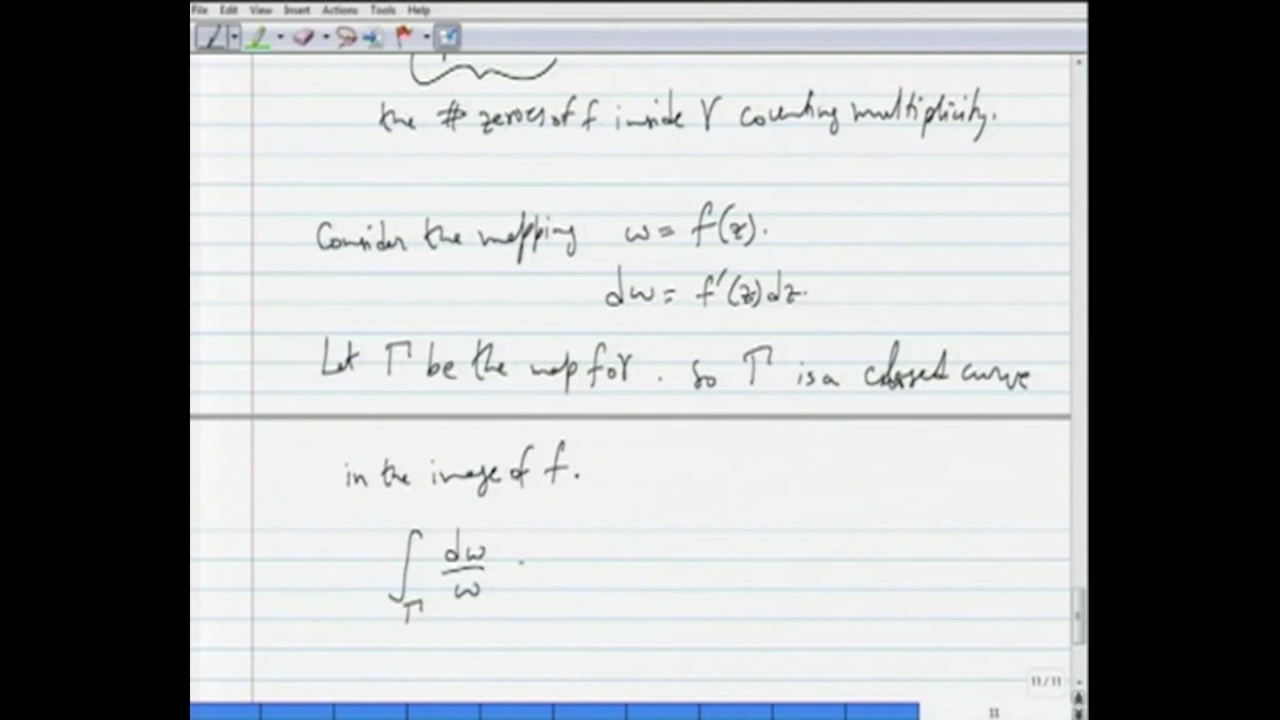 File Edit View Insert Actions Tools Help
the # zeroes of f inside γ counting multiplicity.
Consider the mapping w = f(z).
dw = f'(z)dz.
Let Γ be the map f∘γ. So Γ is a closed curve
in the image of f.
∫_Γ dw/w
11/11
11